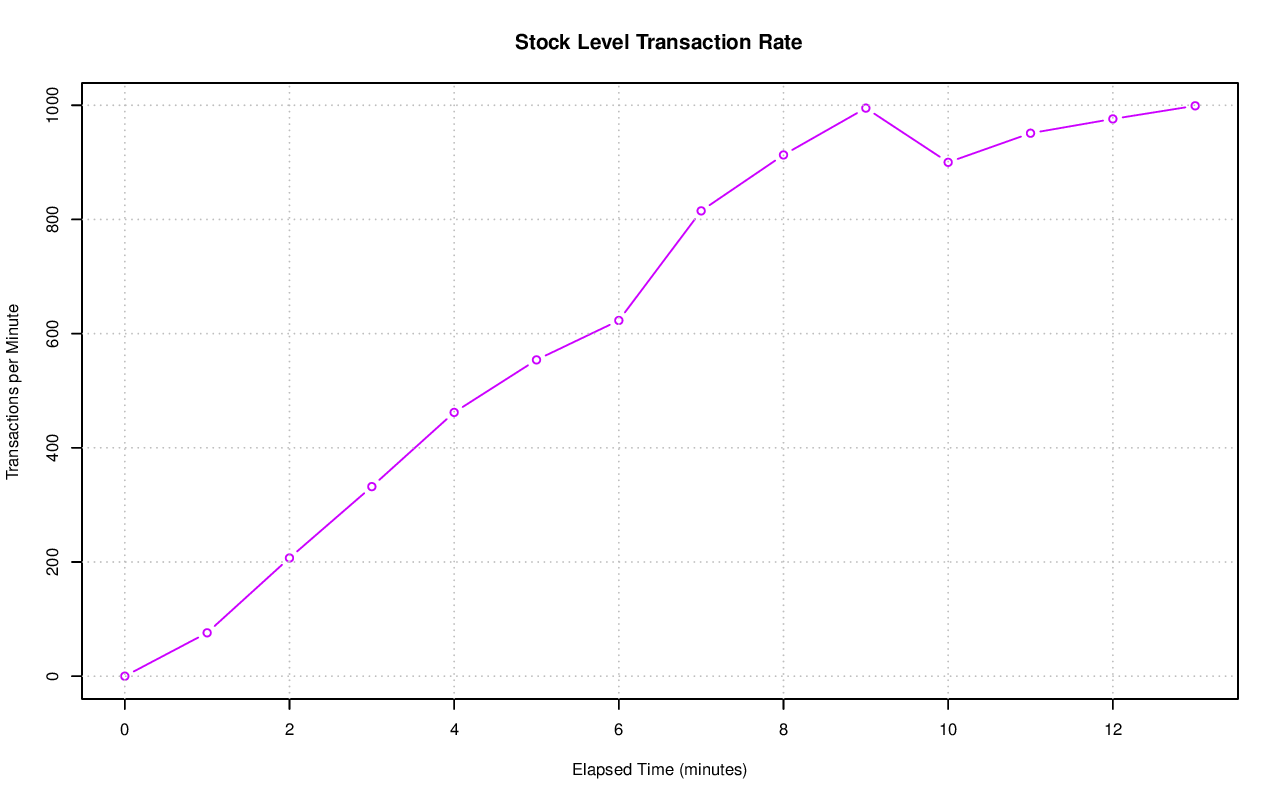 Stock Level Transaction Rate
Transactions per Minute
1000
800
600
400
200
0
0 2 4 6 8 10 12
Elapsed Time (minutes)